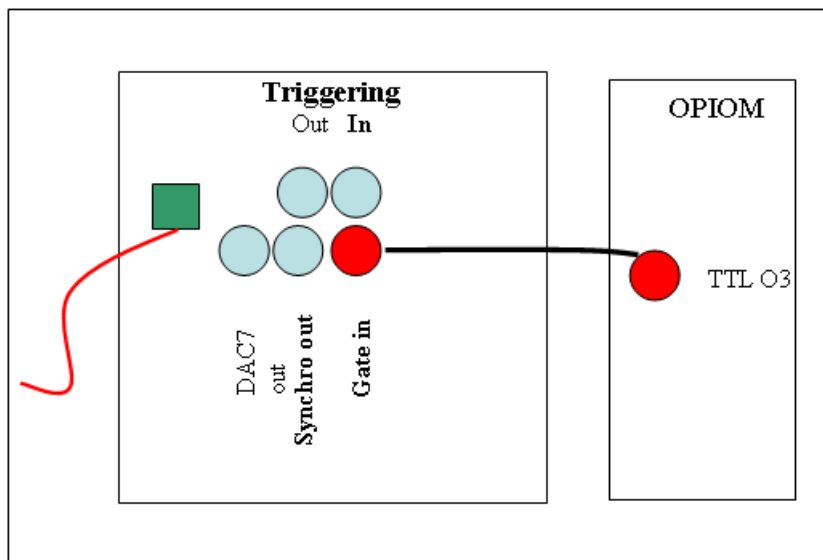 Triggering
Out In
OPIOM
TTL O3
DAC7
out
Synchro out
Gate in